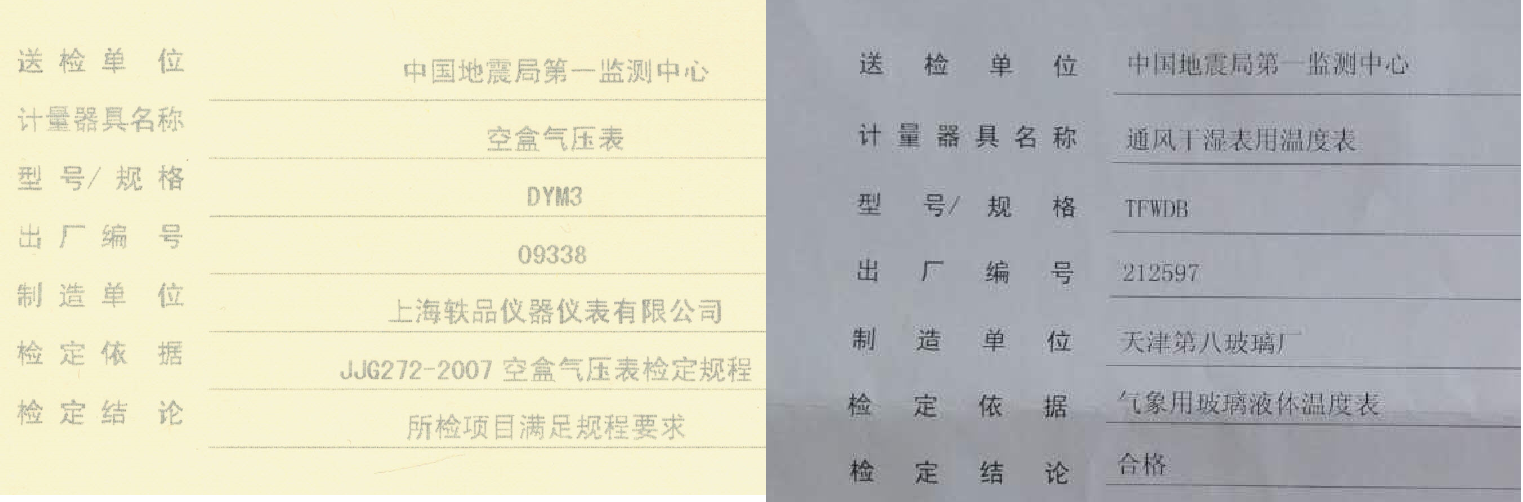 送检单位 中国地震局第一监测中心
计量器具名称 空盒气压表
型号/规格 DYM3
出厂编号 09338
制造单位 上海轶品仪器仪表有限公司
检定依据 JJG272-2007 空盒气压表检定规程
检定结论 所检项目满足规程要求
送检单位 中国地震局第一监测中心
计量器具名称 通风干湿表用温度表
型号/规格 TFWDB
出厂编号 212597
制造单位 天津第八玻璃厂
检定依据 气象用玻璃液体温度表
检定结论 合格